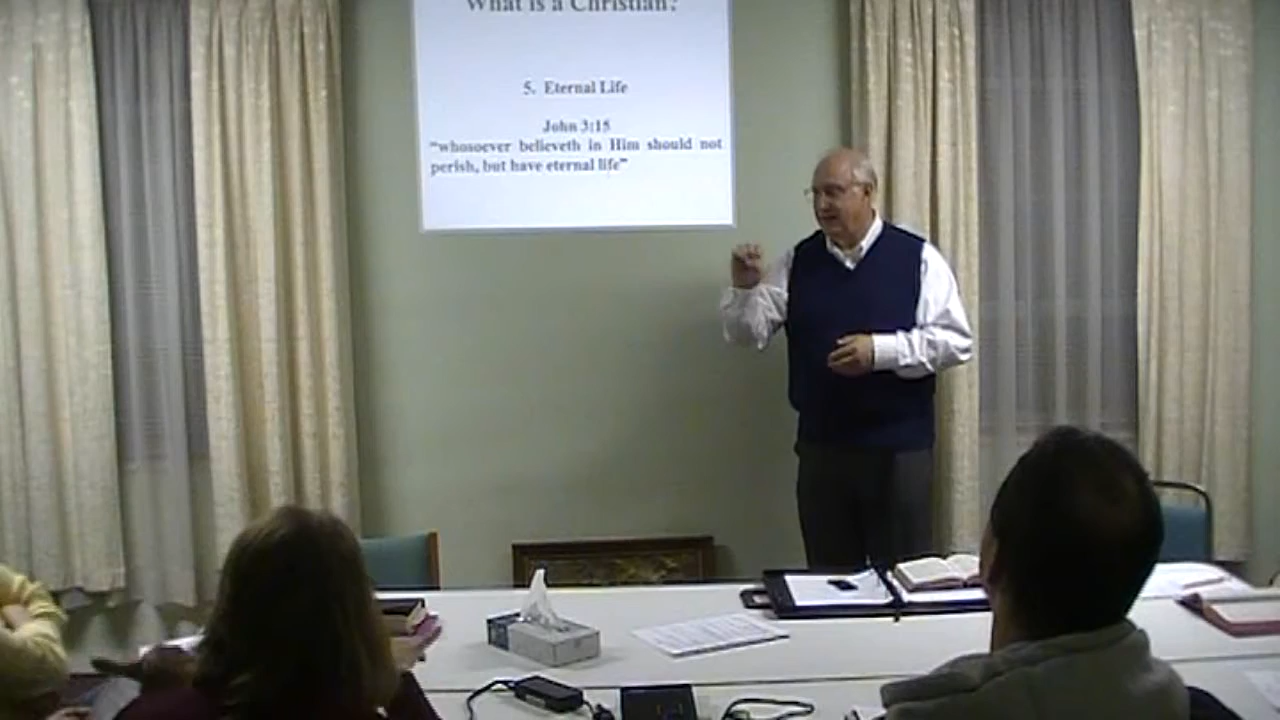 What is a Christian?
5. Eternal Life
John 3:15
"whosoever believeth in Him should not
perish, but have eternal life"